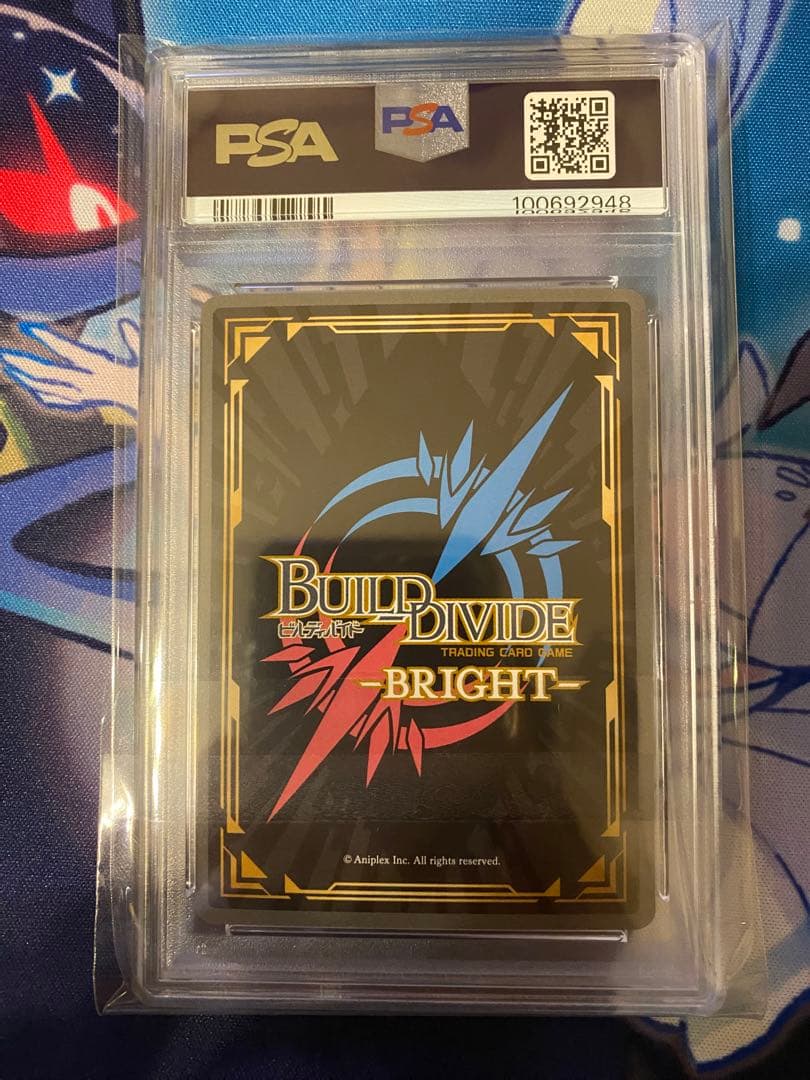 PSA
PSA
100692948
BUILD DIVIDE
ビルディバイド
TRADING CARD GAME
-BRIGHT-
© Aniplex Inc. All rights reserved.